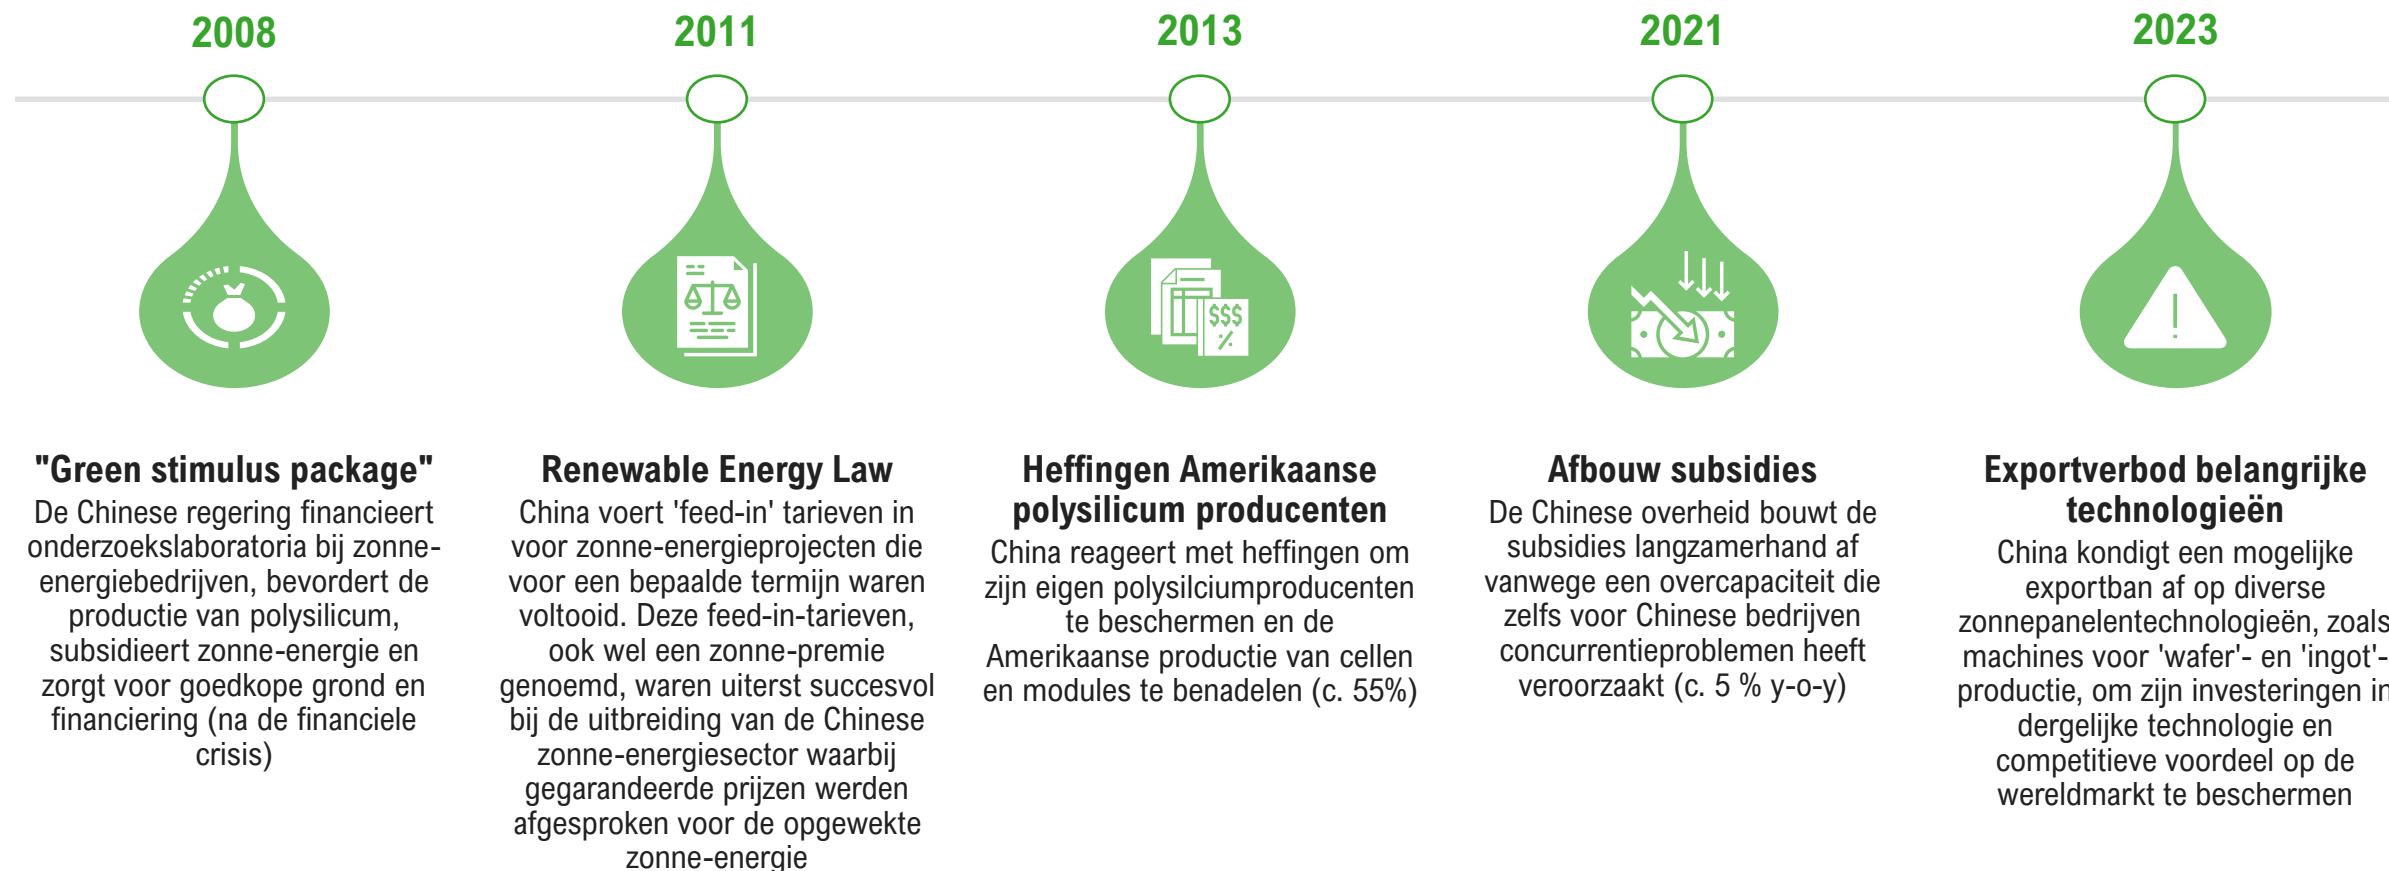 2008
"Green stimulus package"
De Chinese regering financieert
onderzoekslaboratoria bij zonne-
energiebedrijven, bevordert de
productie van polysilicum,
subsidieert zonne-energie en
zorgt voor goedkope grond en
financiering (na de financiele
crisis)
2011
Renewable Energy Law
China voert 'feed-in' tarieven in
voor zonne-energieprojecten die
voor een bepaalde termijn waren
voltooid. Deze feed-in-tarieven,
ook wel een zonne-premie
genoemd, waren uiterst succesvol
bij de uitbreiding van de Chinese
zonne-energiesector waarbij
gegarandeerde prijzen werden
afgesproken voor de opgewekte
zonne-energie
2013
$$$
%
Heffingen Amerikaanse
polysilicum producenten
China reageert met heffingen om
zijn eigen polysilciumproducenten
te beschermen en de
Amerikaanse productie van cellen
en modules te benadelen (c. 55%)
2021
Afbouw subsidies
De Chinese overheid bouwt de
subsidies langzamerhand af
vanwege een overcapaciteit die
zelfs voor Chinese bedrijven
concurrentieproblemen heeft
veroorzaakt (c. 5 % y-o-y)
2023
Exportverbod belangrijke
technologieën
China kondigt een mogelijke
exportban af op diverse
zonnepanelentechnologieën, zoals
machines voor 'wafer'- en 'ingot'-
productie, om zijn investeringen in
dergelijke technologie en
competitieve voordeel op de
wereldmarkt te beschermen